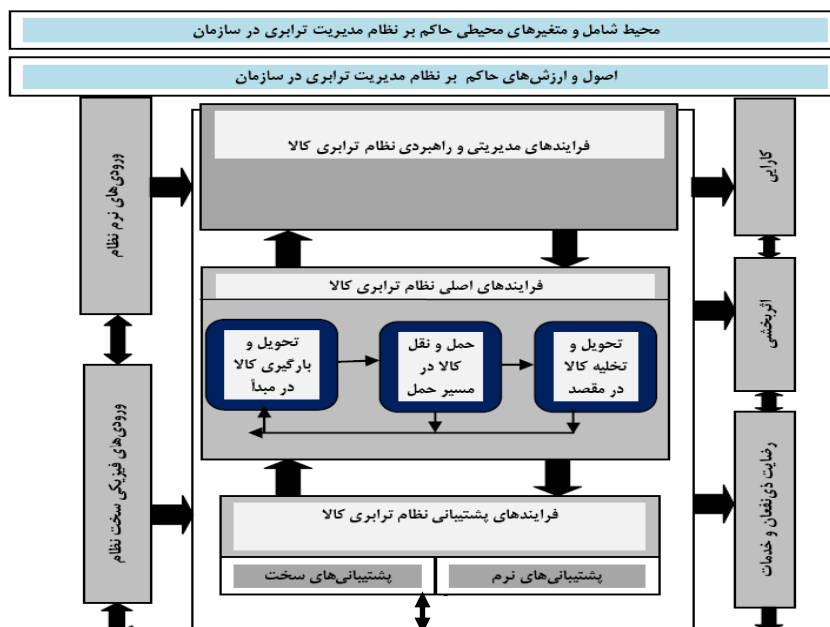 محیط شامل و متغیرهای محیطی حاکم بر نظام مدیریت ترابری در سازمان
اصول و ارزش‌های حاکم بر نظام مدیریت ترابری در سازمان
ورودی‌های نرم نظام
ورودی‌های فیزیکی سخت نظام
فرایندهای مدیریتی و راهبردی نظام ترابری کالا
فرایندهای اصلی نظام ترابری کالا
تحویل و
بارگیری کالا
در مبدأ
حمل و نقل
کالا در
مسیر حمل
تحویل و
تخلیه کالا
در مقصد
فرایندهای پشتیبانی نظام ترابری کالا
پشتیبانی‌های سخت
پشتیبانی‌های نرم
کارایی
اثربخشی
رضایت ذی‌نفعان و خدمات